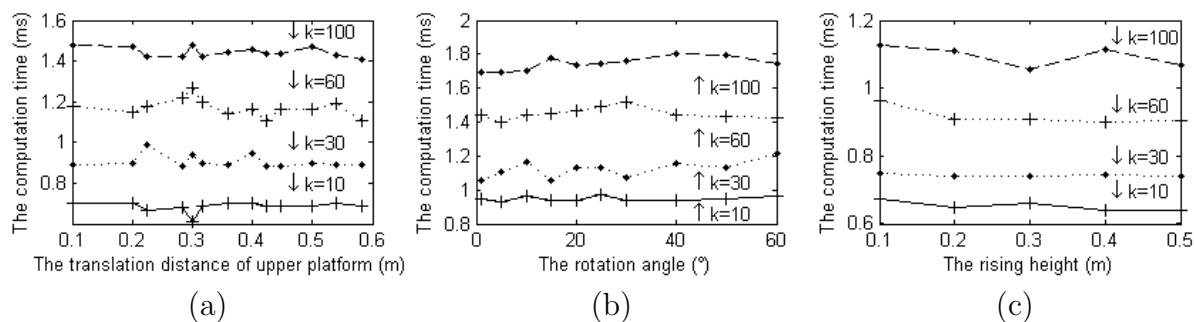 The computation time (ms)
1.6
1.4
1.2
1
0.8
↓ k=100
↓ k=60
↓ k=30
↓ k=10
0.1 0.2 0.3 0.4 0.5 0.6
The translation distance of upper platform (m)
(a)
The computation time (ms)
2
1.8
1.6
1.4
1.2
1
0.8
↑ k=100
↑ k=60
↑ k=30
↑ k=10
0 20 40 60
The rotation angle (°)
(b)
The computation time (ms)
1.2
1
0.8
0.6
↓ k=100
↓ k=60
↓ k=30
↓ k=10
0.1 0.2 0.3 0.4 0.5
The rising height (m)
(c)